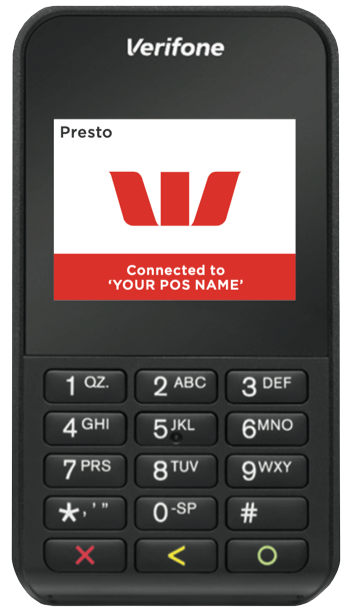 Verifone
Presto
Connected to
‘YOUR POS NAME’
1 QZ. 2 ABC 3 DEF
4 GHI 5 JKL 6 MNO
7 PRS 8 TUV 9 WXY
*, ' " 0 -SP #
X < O